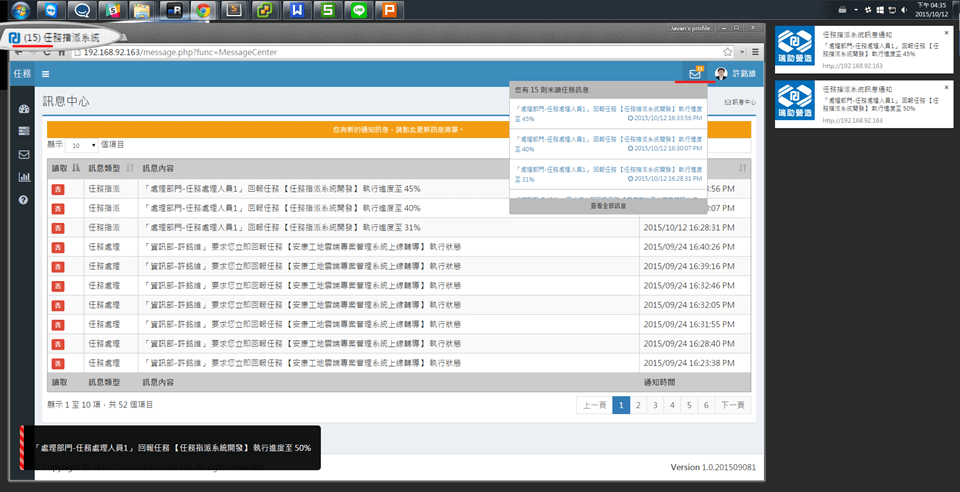 下午 04:35
2015/10/12
(15) 任務指派系統
Javan's profile
192.168.92.163/message.php?func=MessageCenter
任務
15
許銘維
訊息中心
訊息中心
您有 15 則未讀任務訊息
「處理部門-任務處理人員1」 回報任務 【任務指派系統開發】 執行進度
至 45%
2015/10/12 16:33:56 PM
「處理部門-任務處理人員1」 回報任務 【任務指派系統開發】 執行進度
至 40%
2015/10/12 16:30:07 PM
「處理部門-任務處理人員1」 回報任務 【任務指派系統開發】 執行進度
至 31%
2015/10/12 16:28:31 PM
查看全部訊息
您有新的通知訊息，請點此更新訊息清單。
顯示 10 個項目
讀取 訊息類型 訊息內容
否 任務指派 「處理部門-任務處理人員1」 回報任務 【任務指派系統開發】 執行進度至 45% 3:56 PM
否 任務指派 「處理部門-任務處理人員1」 回報任務 【任務指派系統開發】 執行進度至 40% 0:07 PM
否 任務指派 「處理部門-任務處理人員1」 回報任務 【任務指派系統開發】 執行進度至 31% 2015/10/12 16:28:31 PM
否 任務處理 「資訊部-許銘維」 要求您立即回報任務 【安康工地雲端專案管理系統上線輔導】 執行狀態 2015/09/24 16:40:26 PM
否 任務處理 「資訊部-許銘維」 要求您立即回報任務 【安康工地雲端專案管理系統上線輔導】 執行狀態 2015/09/24 16:39:16 PM
否 任務處理 「資訊部-許銘維」 要求您立即回報任務 【安康工地雲端專案管理系統上線輔導】 執行狀態 2015/09/24 16:32:46 PM
否 任務處理 「資訊部-許銘維」 要求您立即回報任務 【安康工地雲端專案管理系統上線輔導】 執行狀態 2015/09/24 16:32:05 PM
否 任務處理 「資訊部-許銘維」 要求您立即回報任務 【安康工地雲端專案管理系統上線輔導】 執行狀態 2015/09/24 16:31:55 PM
否 任務處理 「資訊部-許銘維」 要求您立即回報任務 【安康工地雲端專案管理系統上線輔導】 執行狀態 2015/09/24 16:28:40 PM
否 任務處理 「資訊部-許銘維」 要求您立即回報任務 【安康工地雲端專案管理系統上線輔導】 執行狀態 2015/09/24 16:23:38 PM
讀取 訊息類型 訊息內容 通知時間
顯示 1 至 10 項，共 52 個項目
上一頁 1 2 3 4 5 6 下一頁
「處理部門-任務處理人員1」 回報任務 【任務指派系統開發】 執行進度至 50%
Version 1.0.201509081
瑞助營造
任務指派系統訊息通知
「處理部門-任務處理人員1」 回報任務 【任
務指派系統開發】 執行進度至 45%
http://192.168.92.163
瑞助營造
任務指派系統訊息通知
「處理部門-任務處理人員1」 回報任務 【任
務指派系統開發】 執行進度至 50%
http://192.168.92.163